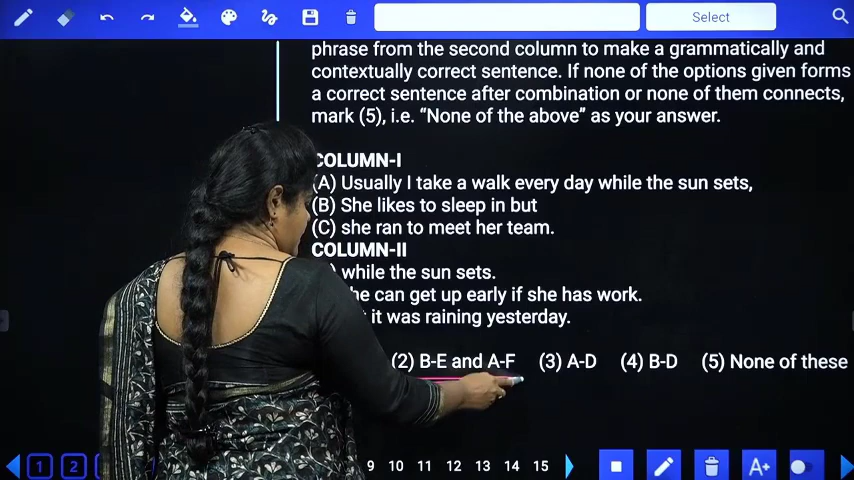 Select
phrase from the second column to make a grammatically and
contextually correct sentence. If none of the options given forms
a correct sentence after combination or none of them connects,
mark (5), i.e. “None of the above” as your answer.
COLUMN-I
(A) Usually I take a walk every day while the sun sets,
(B) She likes to sleep in but
(C) she ran to meet her team.
COLUMN-II
) while the sun sets.
he can get up early if she has work.
it was raining yesterday.
(2) B-E and A-F (3) A-D (4) B-D (5) None of these
1 2 9 10 11 12 13 14 15 A+